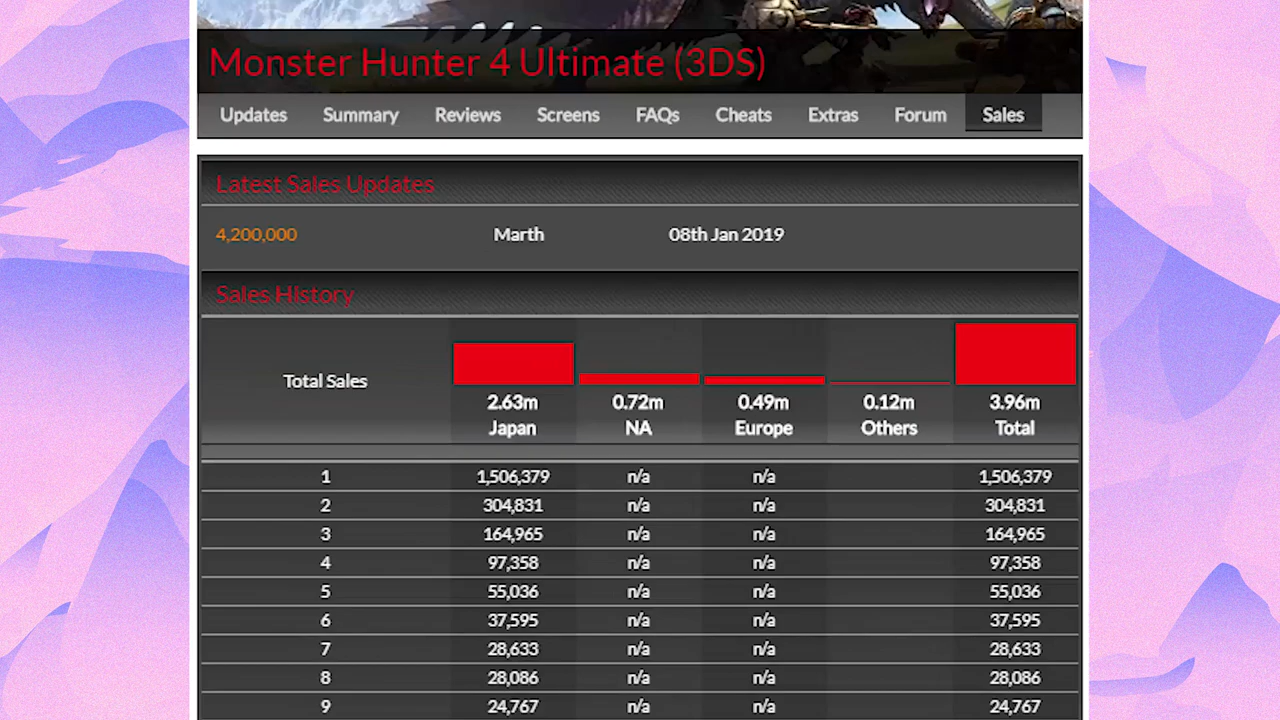 Monster Hunter 4 Ultimate (3DS)
Updates Summary Reviews Screens FAQs Cheats Extras Forum Sales
Latest Sales Updates
4,200,000 Marth 08th Jan 2019
Sales History
Total Sales
2.63m 0.72m 0.49m 0.12m 3.96m
Japan NA Europe Others Total
1 1,506,379 n/a n/a 1,506,379
2 304,831 n/a n/a 304,831
3 164,965 n/a n/a 164,965
4 97,358 n/a n/a 97,358
5 55,036 n/a n/a 55,036
6 37,595 n/a n/a 37,595
7 28,633 n/a n/a 28,633
8 28,086 n/a n/a 28,086
9 24,767 n/a n/a 24,767